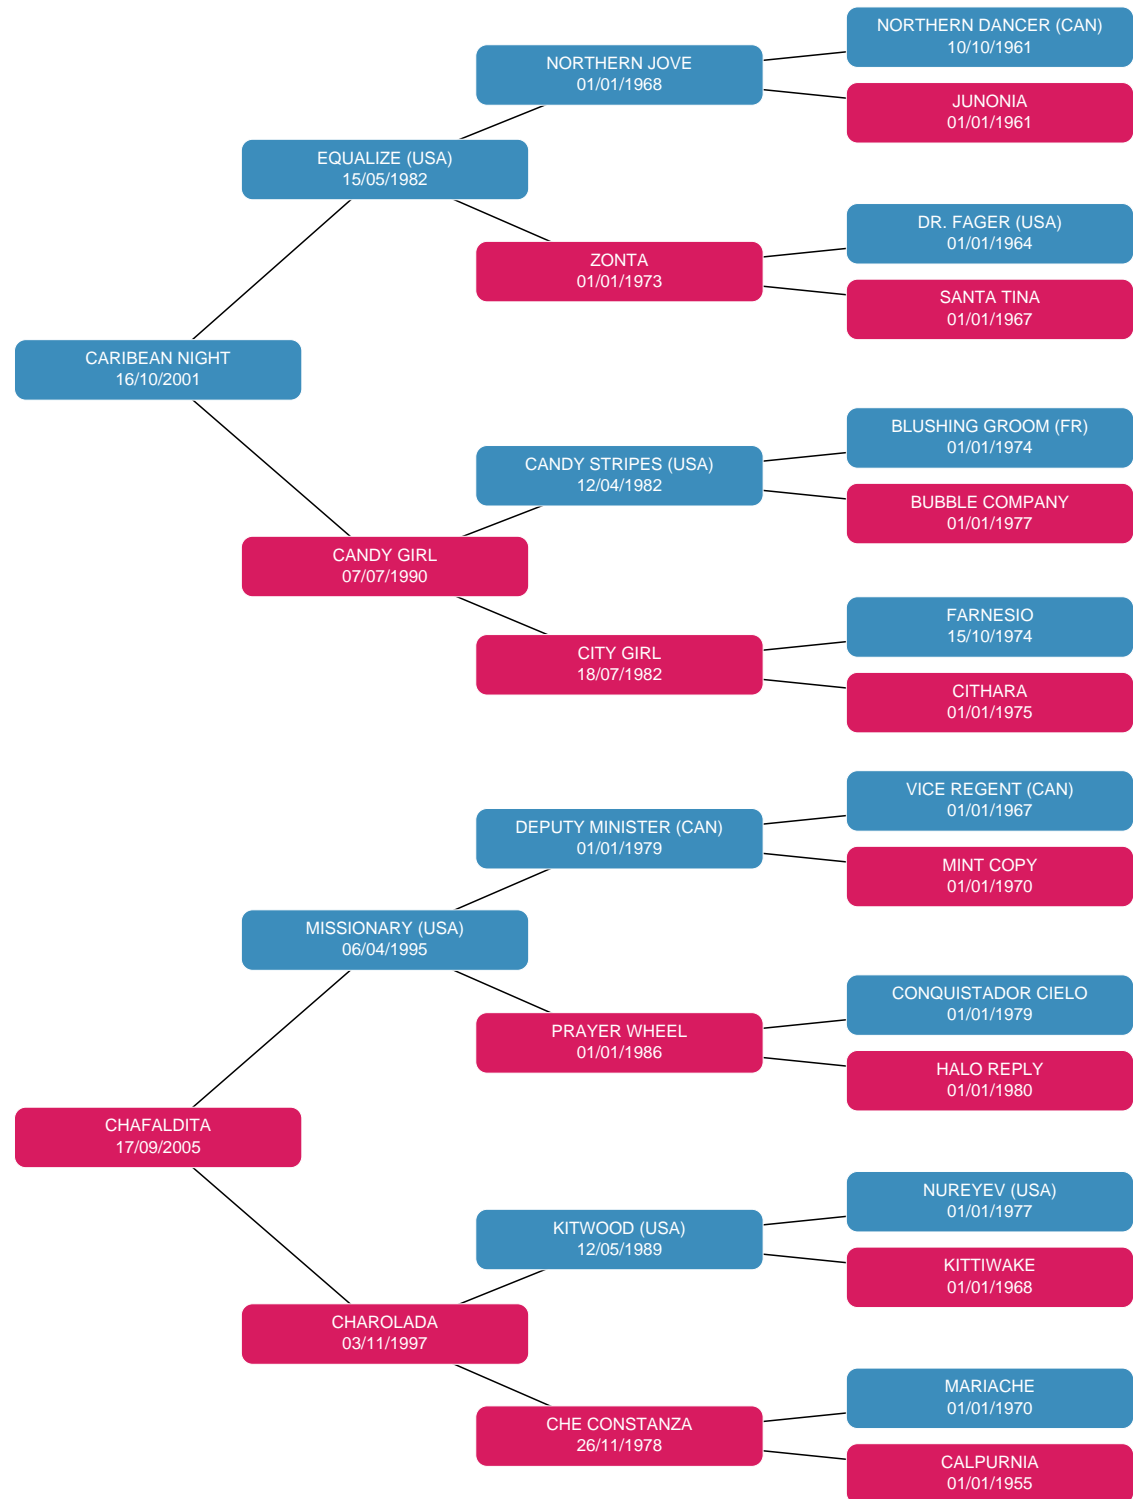 NORTHERN DANCER (CAN)
10/10/1961
NORTHERN JOVE
01/01/1968
JUNONIA
01/01/1961
EQUALIZE (USA)
15/05/1982
DR. FAGER (USA)
01/01/1964
ZONTA
01/01/1973
SANTA TINA
01/01/1967
CARIBEAN NIGHT
16/10/2001
BLUSHING GROOM (FR)
01/01/1974
CANDY STRIPES (USA)
12/04/1982
BUBBLE COMPANY
01/01/1977
CANDY GIRL
07/07/1990
FARNESIO
15/10/1974
CITY GIRL
18/07/1982
CITHARA
01/01/1975
VICE REGENT (CAN)
01/01/1967
DEPUTY MINISTER (CAN)
01/01/1979
MINT COPY
01/01/1970
MISSIONARY (USA)
06/04/1995
CONQUISTADOR CIELO
01/01/1979
PRAYER WHEEL
01/01/1986
HALO REPLY
01/01/1980
CHAFALDITA
17/09/2005
NUREYEV (USA)
01/01/1977
KITWOOD (USA)
12/05/1989
KITTIWAKE
01/01/1968
CHAROLADA
03/11/1997
MARIACHE
01/01/1970
CHE CONSTANZA
26/11/1978
CALPURNIA
01/01/1955